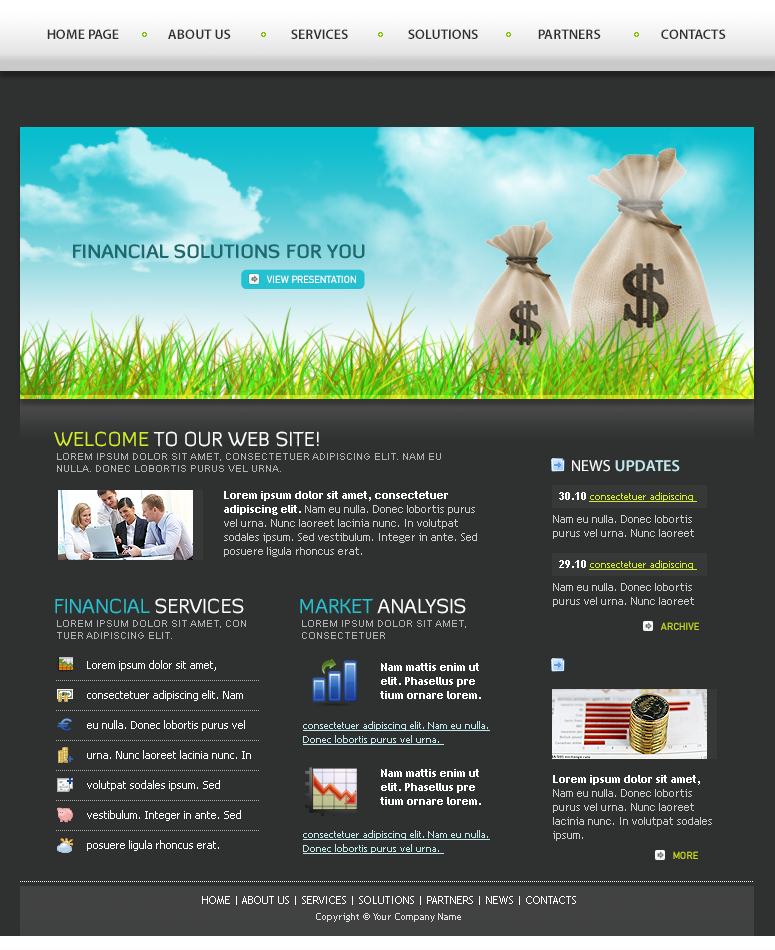 HOME PAGE ABOUT US SERVICES SOLUTIONS PARTNERS CONTACTS
FINANCIAL SOLUTIONS FOR YOU
VIEW PRESENTATION
$ $
WELCOME TO OUR WEB SITE!
LOREM IPSUM DOLOR SIT AMET, CONSECTETUER ADIPISCING ELIT. NAM EU
NULLA. DONEC LOBORTIS PURUS VEL URNA.
Lorem ipsum dolor sit amet, consectetuer
adipiscing elit. Nam eu nulla. Donec lobortis purus
vel urna. Nunc laoreet lacinia nunc. In volutpat
sodales ipsum. Sed vestibulum. Integer in ante. Sed
posuere ligula rhoncus erat.
FINANCIAL SERVICES
LOREM IPSUM DOLOR SIT AMET, CON
TUER ADIPISCING ELIT.
Lorem ipsum dolor sit amet,
consectetuer adipiscing elit. Nam
eu nulla. Donec lobortis purus vel
urna. Nunc laoreet lacinia nunc. In
volutpat sodales ipsum. Sed
vestibulum. Integer in ante. Sed
posuere ligula rhoncus erat.
MARKET ANALYSIS
LOREM IPSUM DOLOR SIT AMET,
CONSECTETUER
Nam mattis enim ut
elit. Phasellus pre
tium ornare lorem.
consectetuer adipiscing elit. Nam eu nulla.
Donec lobortis purus vel urna.
Nam mattis enim ut
elit. Phasellus pre
tium ornare lorem.
consectetuer adipiscing elit. Nam eu nulla.
Donec lobortis purus vel urna.
NEWS UPDATES
30.10 consectetuer adipiscing
Nam eu nulla. Donec lobortis
purus vel urna. Nunc laoreet
29.10 consectetuer adipiscing
Nam eu nulla. Donec lobortis
purus vel urna. Nunc laoreet
ARCHIVE
Lorem ipsum dolor sit amet,
Nam eu nulla. Donec lobortis
purus vel urna. Nunc laoreet
lacinia nunc. In volutpat sodales
ipsum.
MORE
HOME | ABOUT US | SERVICES | SOLUTIONS | PARTNERS | NEWS | CONTACTS
Copyright © Your Company Name